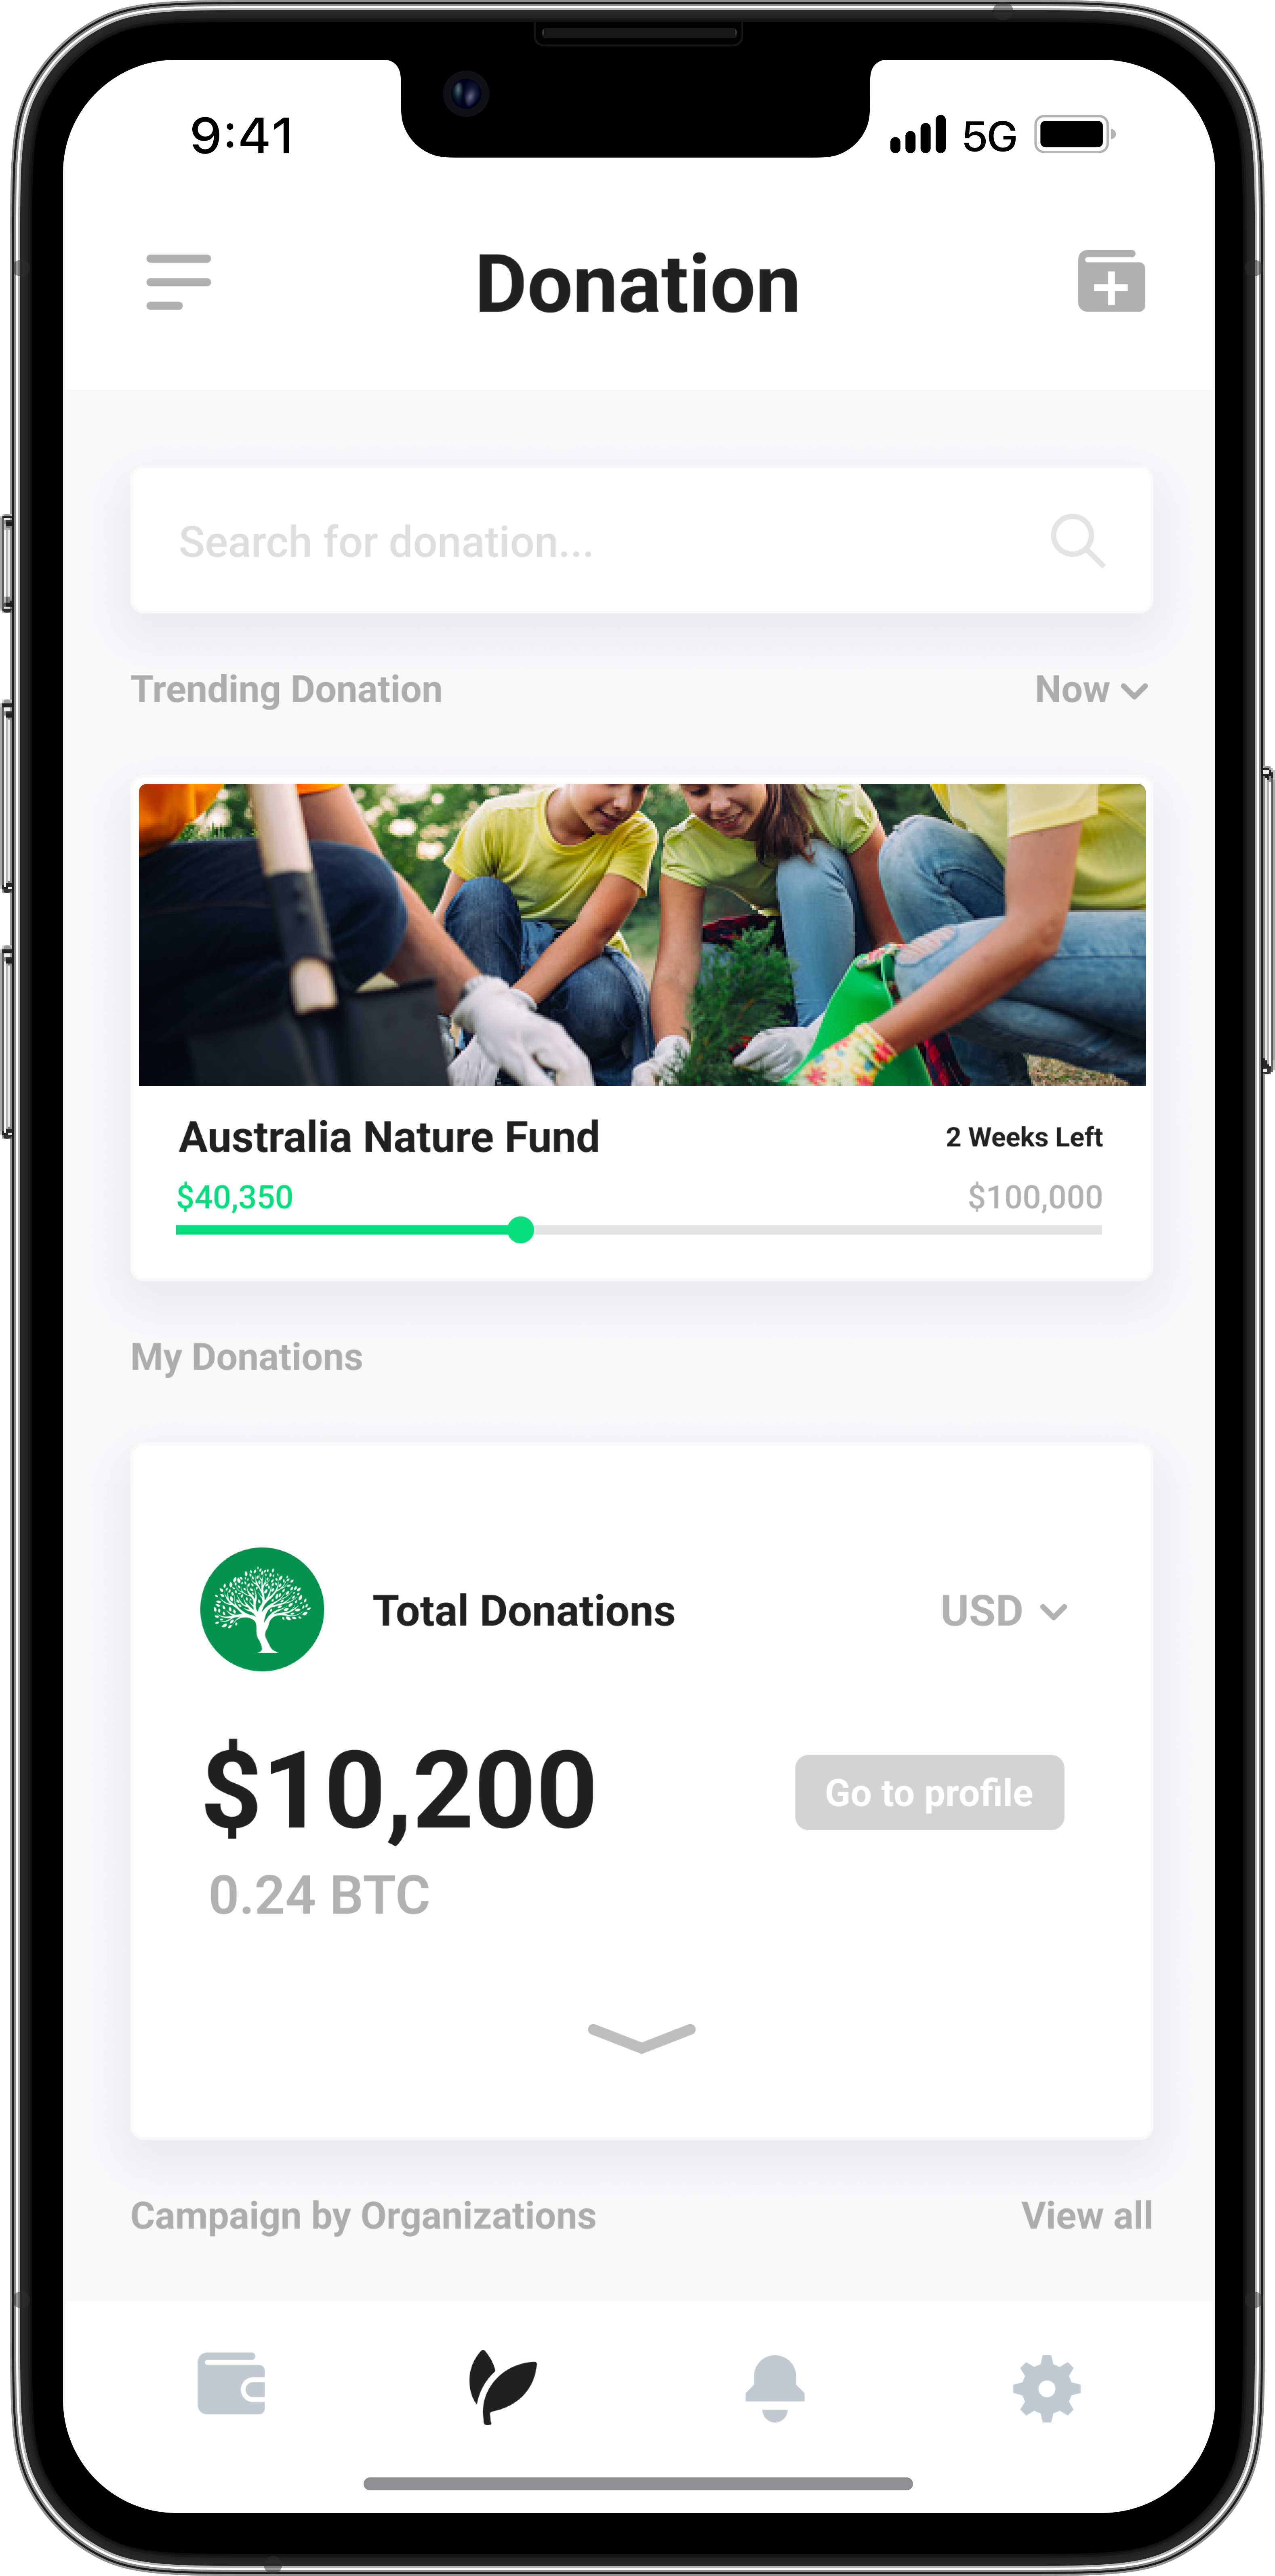 9:41
5G
Donation
Search for donation...
Trending Donation
Now
Australia Nature Fund
2 Weeks Left
$40,350
$100,000
My Donations
Total Donations
USD
$10,200
Go to profile
0.24 BTC
Campaign by Organizations
View all